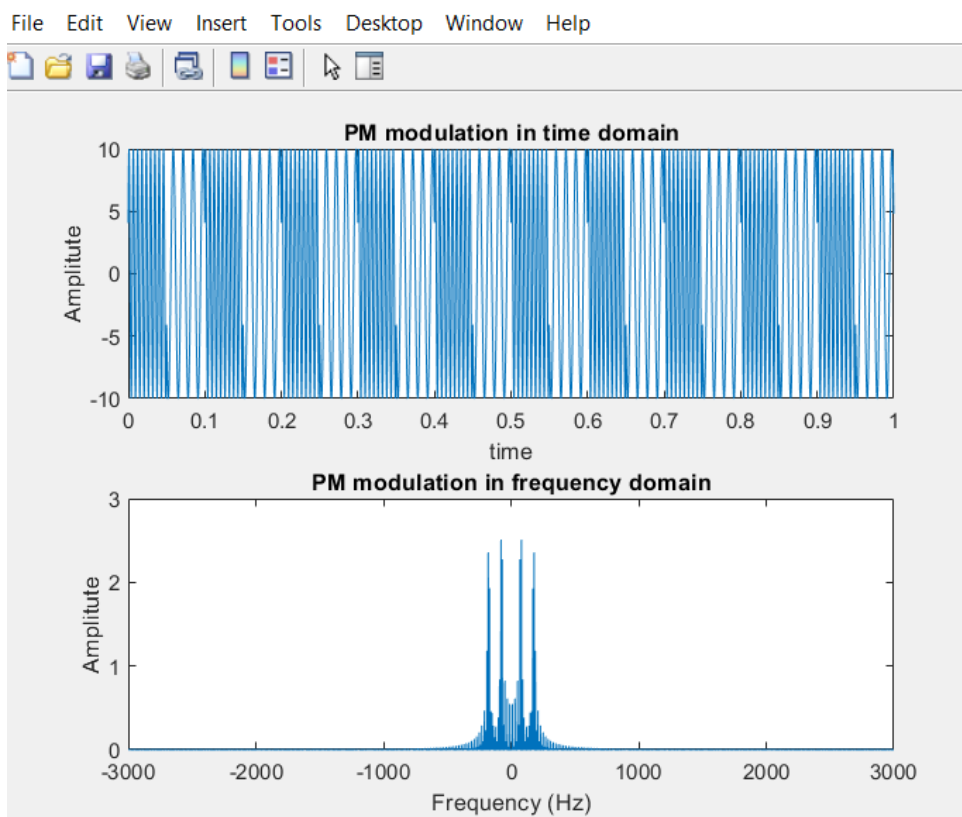 File Edit View Insert Tools Desktop Window Help
PM modulation in time domain
10
5
0
-5
-10
Amplitute
0 0.1 0.2 0.3 0.4 0.5 0.6 0.7 0.8 0.9 1
time
PM modulation in frequency domain
3
2
1
0
Amplitute
-3000 -2000 -1000 0 1000 2000 3000
Frequency (Hz)